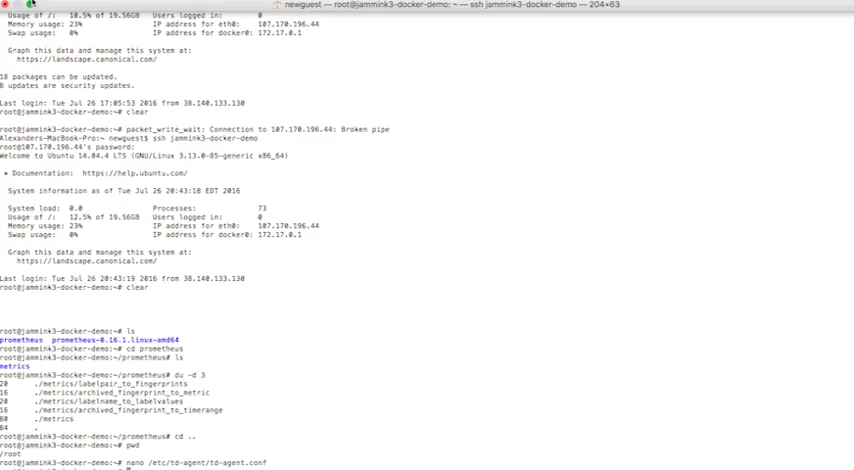 newguest — root@jammink3-docker-demo: ~ — ssh jammink3-docker-demo — 204×63
Usage of /: 10.5% of 19.56GB Users logged in: 0
Memory usage: 23% IP address for eth0: 107.170.196.44
Swap usage: 0% IP address for docker0: 172.17.0.1
Graph this data and manage this system at:
https://landscape.canonical.com/
18 packages can be updated.
8 updates are security updates.
Last login: Tue Jul 26 17:05:53 2016 from 38.140.133.130
root@jammink3-docker-demo:~# clear
root@jammink3-docker-demo:~# packet_write_wait: Connection to 107.170.196.44: Broken pipe
Alexanders-MacBook-Pro:~ newguest$ ssh jammink3-docker-demo
root@107.170.196.44's password:
Welcome to Ubuntu 14.04.4 LTS (GNU/Linux 3.13.0-85-generic x86_64)
* Documentation: https://help.ubuntu.com/
System information as of Tue Jul 26 20:43:18 EDT 2016
System load: 0.0 Processes: 73
Usage of /: 12.5% of 19.56GB Users logged in: 0
Memory usage: 23% IP address for eth0: 107.170.196.44
Swap usage: 0% IP address for docker0: 172.17.0.1
Graph this data and manage this system at:
https://landscape.canonical.com/
Last login: Tue Jul 26 20:43:19 2016 from 38.140.133.130
root@jammink3-docker-demo:~# clear
root@jammink3-docker-demo:~# ls
prometheus prometheus-0.16.1.linux-amd64
root@jammink3-docker-demo:~# cd prometheus
root@jammink3-docker-demo:~/prometheus# ls
metrics
root@jammink3-docker-demo:~/prometheus# du -d 3
20 ./metrics/labelpair_to_fingerprints
16 ./metrics/archived_fingerprint_to_metric
20 ./metrics/labelname_to_labelvalues
16 ./metrics/archived_fingerprint_to_timerange
80 ./metrics
84 .
root@jammink3-docker-demo:~/prometheus# cd ..
root@jammink3-docker-demo:~# pwd
/root
root@jammink3-docker-demo:~# nano /etc/td-agent/td-agent.conf